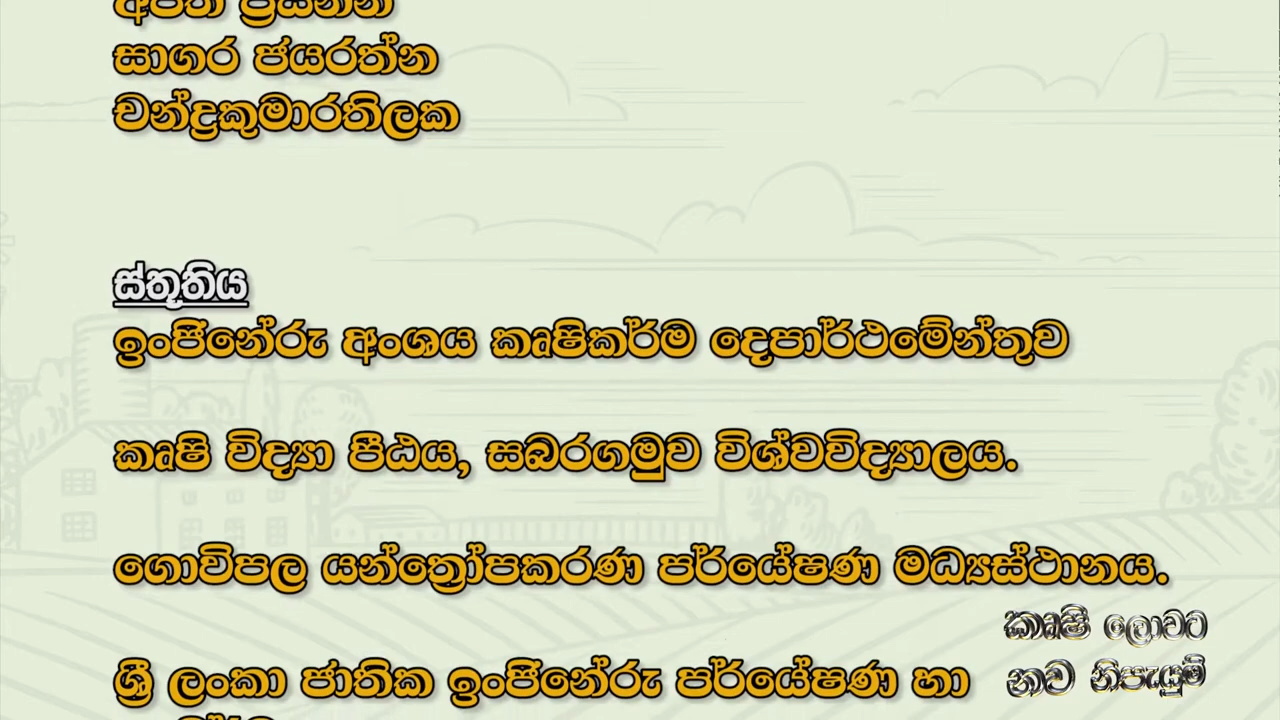 සාගර ජයරත්න
චන්ද්‍රකුමාරතිලක
ස්තූතිය
ඉංජිනේරු අංශය කෘෂිකර්ම දෙපාර්ථමේන්තුව
කෘෂි විද්‍යා පීඨය, සබරගමුව විශ්වවිද්‍යාලය.
ගොවිපල යන්ත්‍රෝපකරණ පර්යේෂණ මධ්‍යස්ථානය.
ශ්‍රී ලංකා ජාතික ඉංජිනේරු පර්යේෂණ හා
කෘෂි ලොවට
නව නිපැයුම්